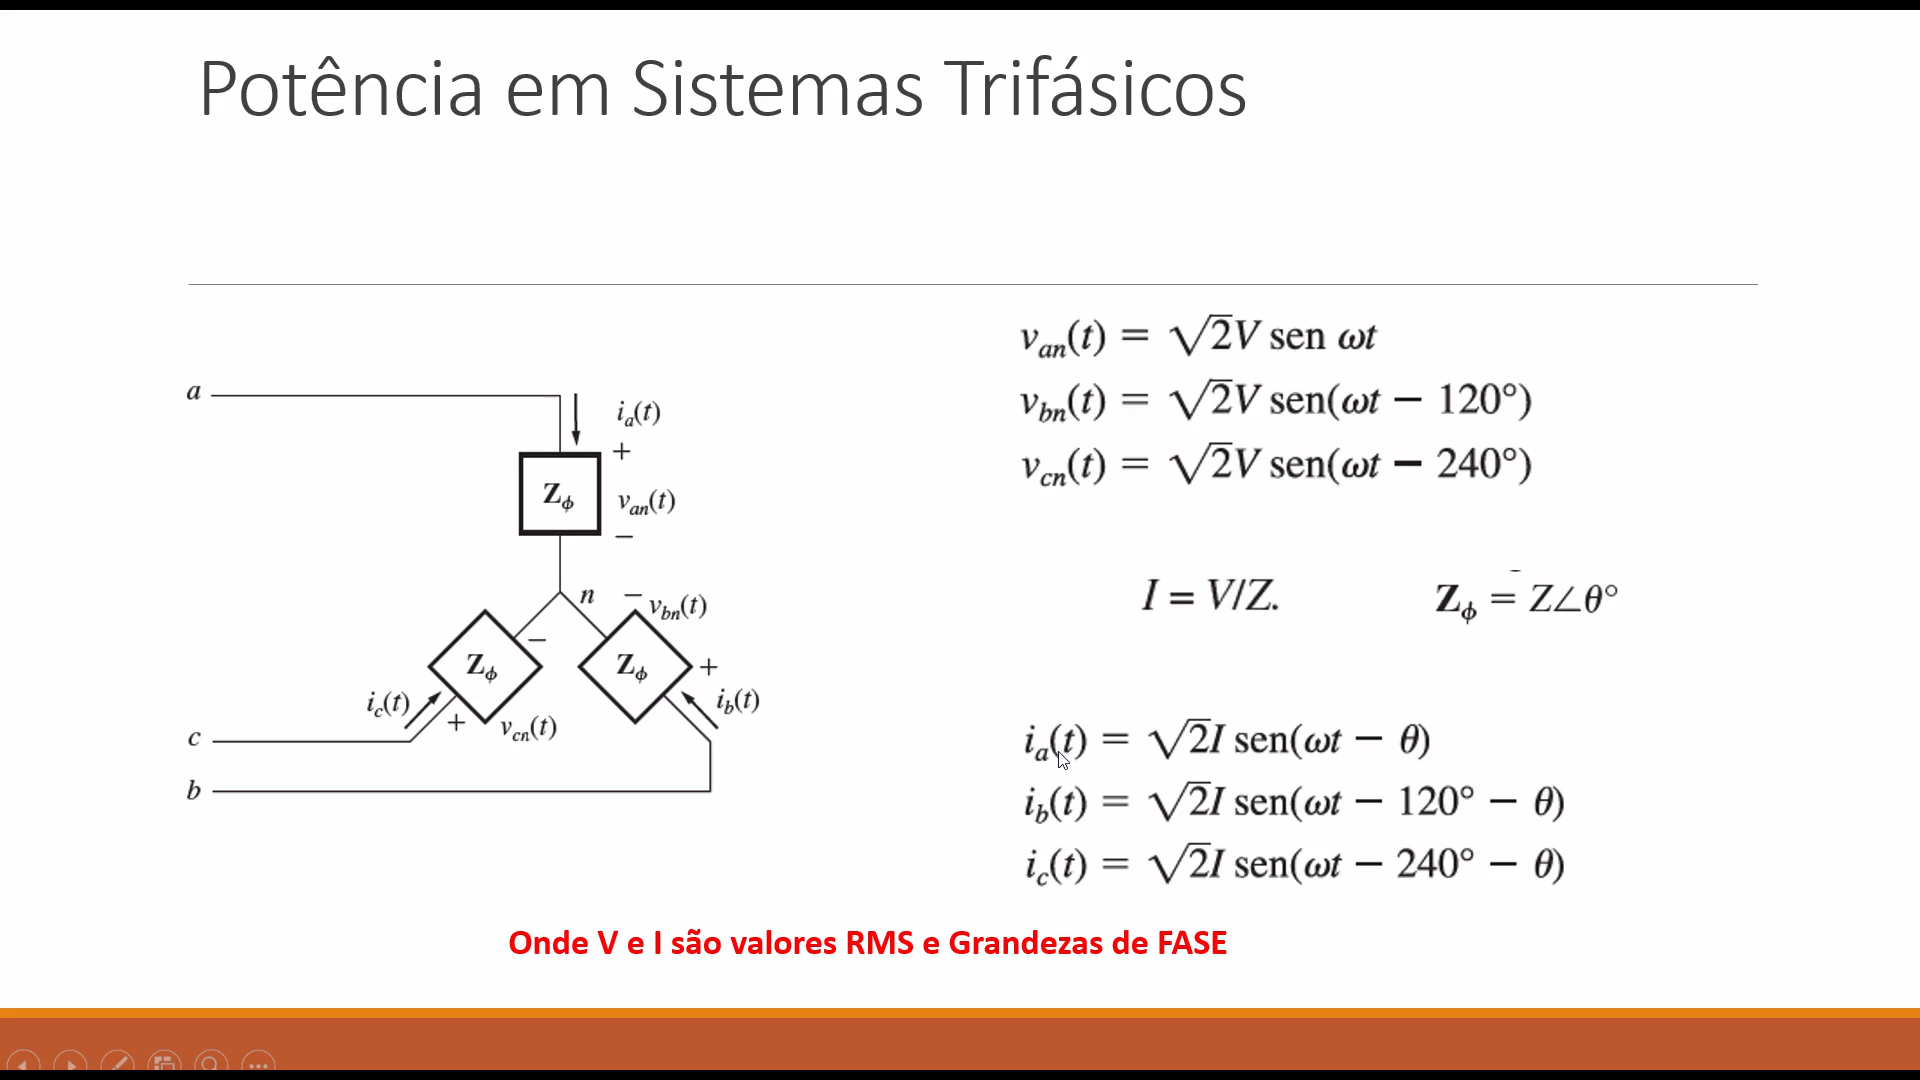 Potência em Sistemas Trifásicos
a
i_a(t)
+
Z_ϕ
v_an(t)
−
n
− v_bn(t)
−
Z_ϕ
Z_ϕ
+
i_c(t)
+
v_cn(t)
i_b(t)
c
b
v_an(t) = √2V sen ωt
v_bn(t) = √2V sen(ωt − 120°)
v_cn(t) = √2V sen(ωt − 240°)
I = V/Z.
Z_ϕ = Z∠θ°
i_a(t) = √2I sen(ωt − θ)
i_b(t) = √2I sen(ωt − 120° − θ)
i_c(t) = √2I sen(ωt − 240° − θ)
Onde V e I são valores RMS e Grandezas de FASE